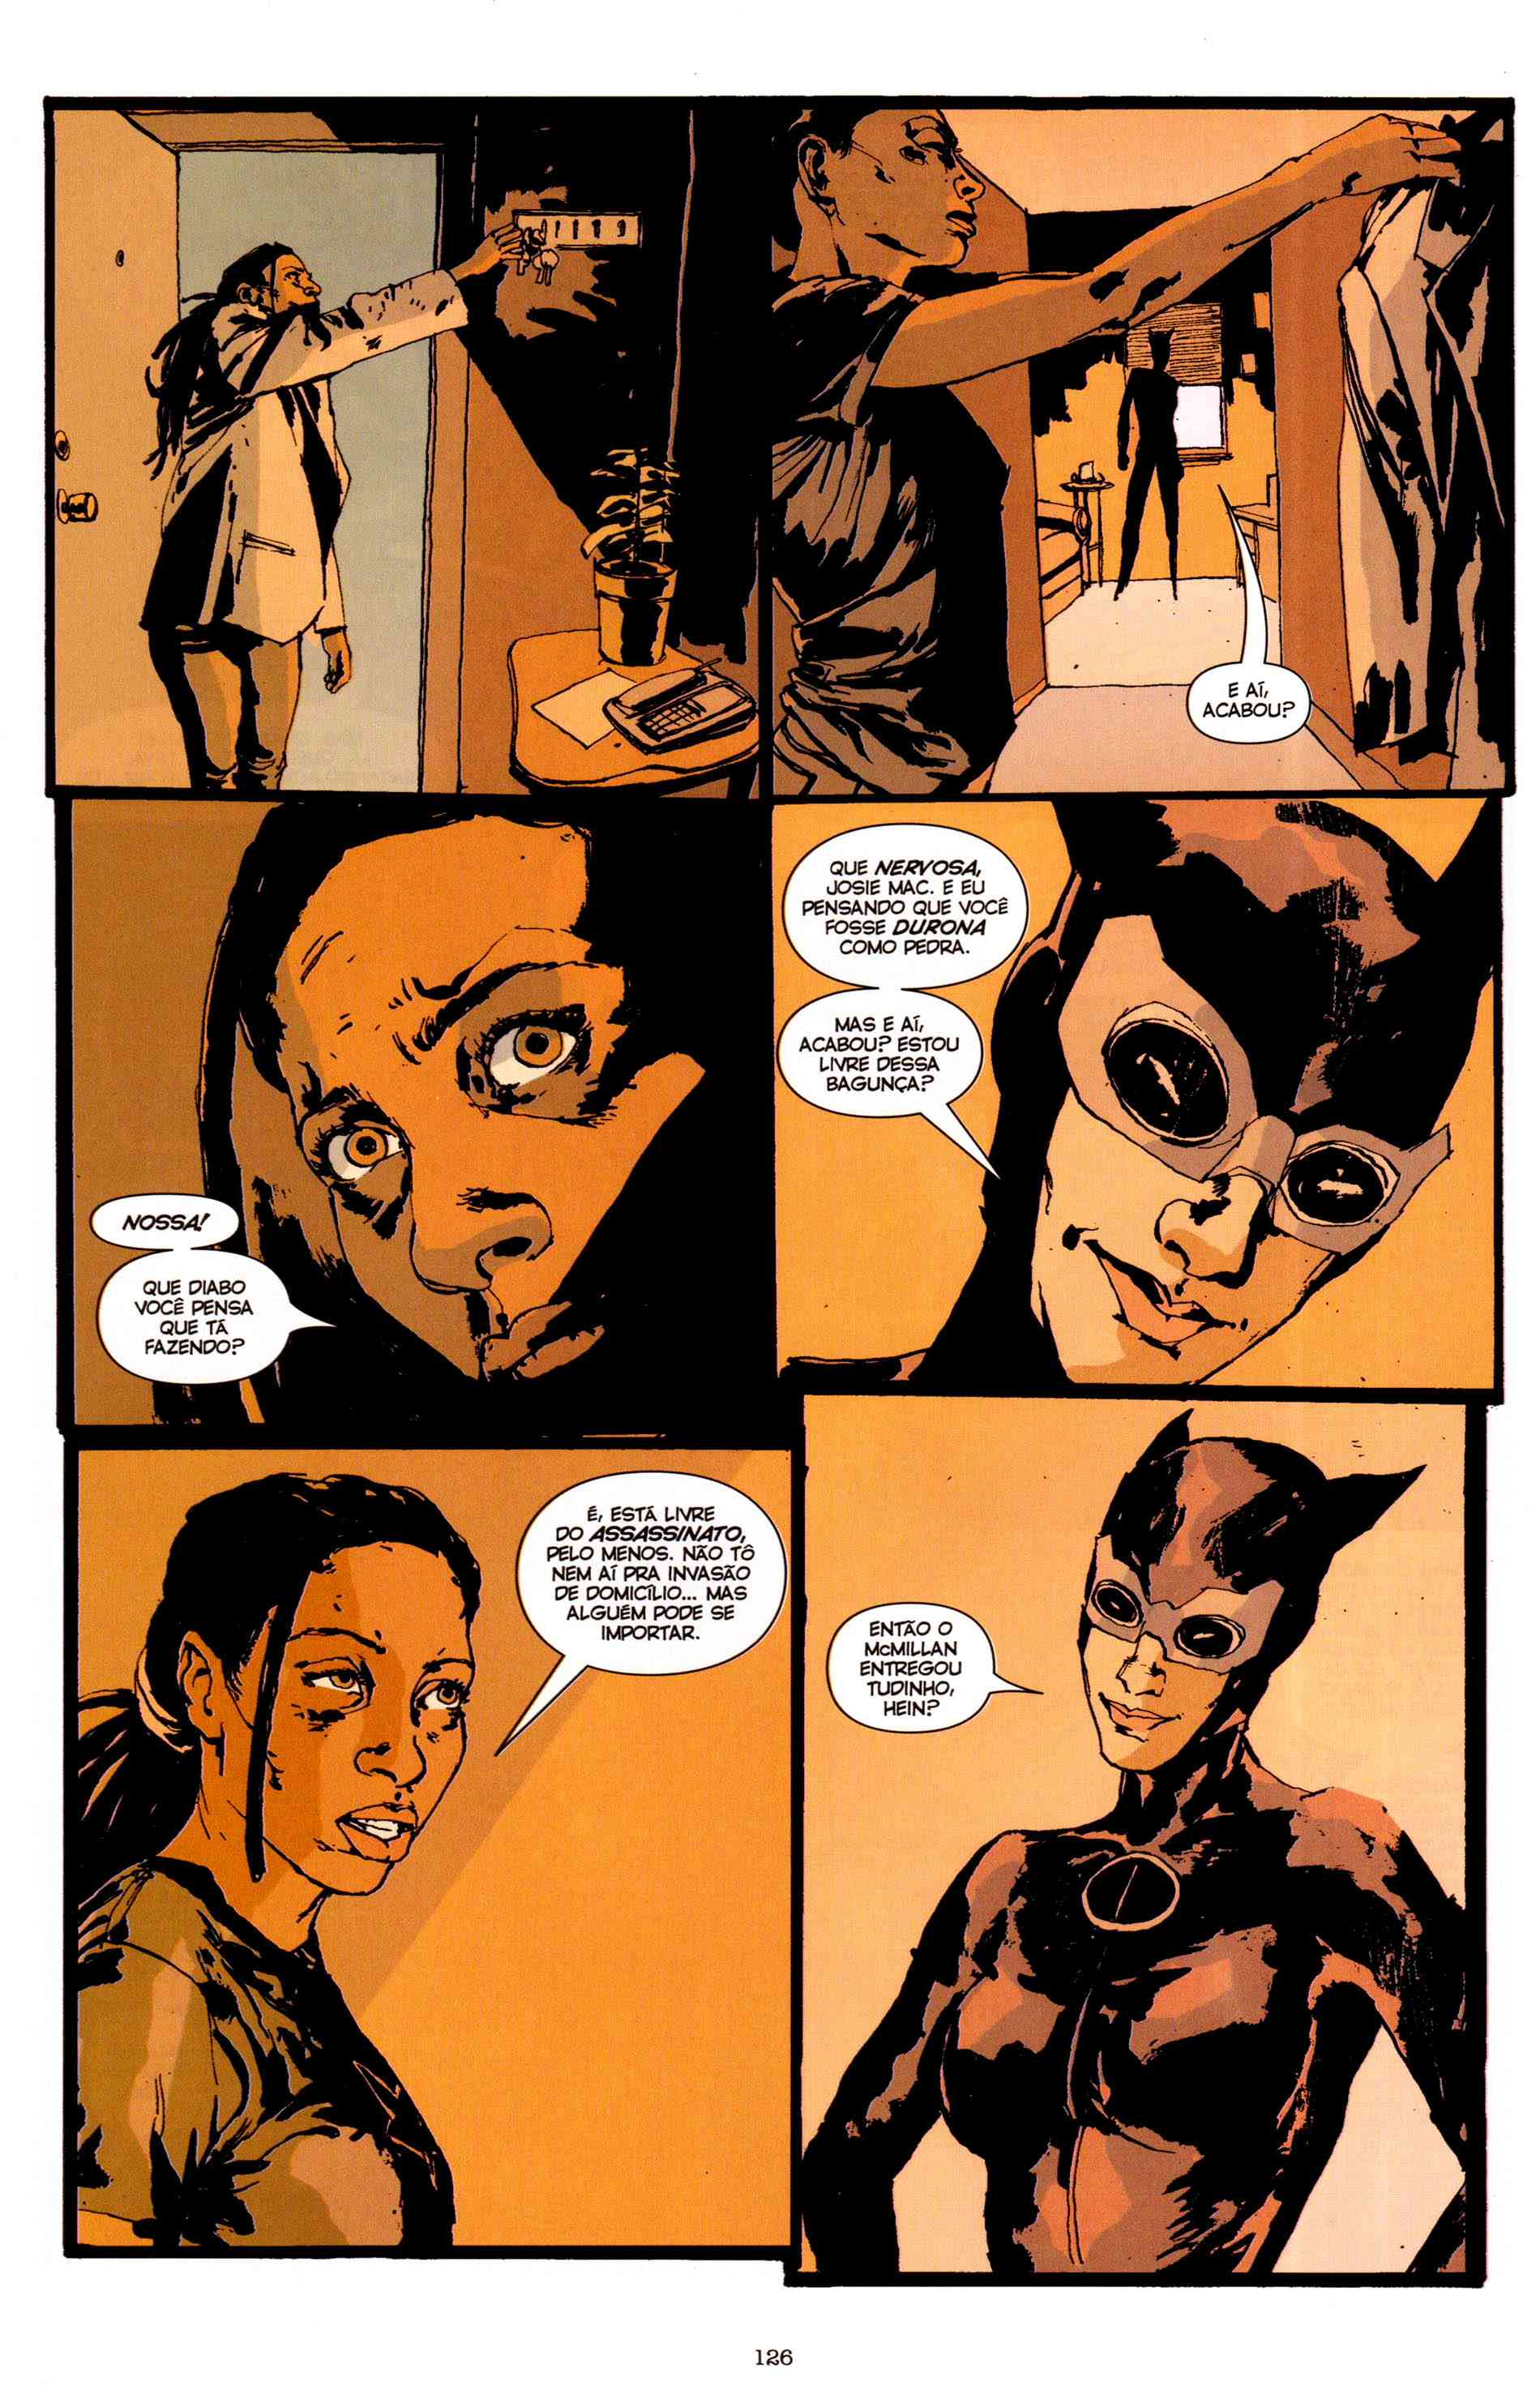 E AÍ,
ACABOU?
NOSSA!
QUE DIABO
VOCÊ PENSA
QUE TÁ
FAZENDO?
QUE NERVOSA,
JOSIE MAC. E EU
PENSANDO QUE VOCÊ
FOSSE DURONA
COMO PEDRA.
MAS E AÍ,
ACABOU? ESTOU
LIVRE DESSA
BAGUNÇA?
É, ESTÁ LIVRE
DO ASSASSINATO,
PELO MENOS. NÃO TÔ
NEM AÍ PRA INVASÃO
DE DOMICÍLIO... MAS
ALGUÉM PODE SE
IMPORTAR.
ENTÃO O
McMILLAN
ENTREGOU
TUDINHO,
HEIN?
126